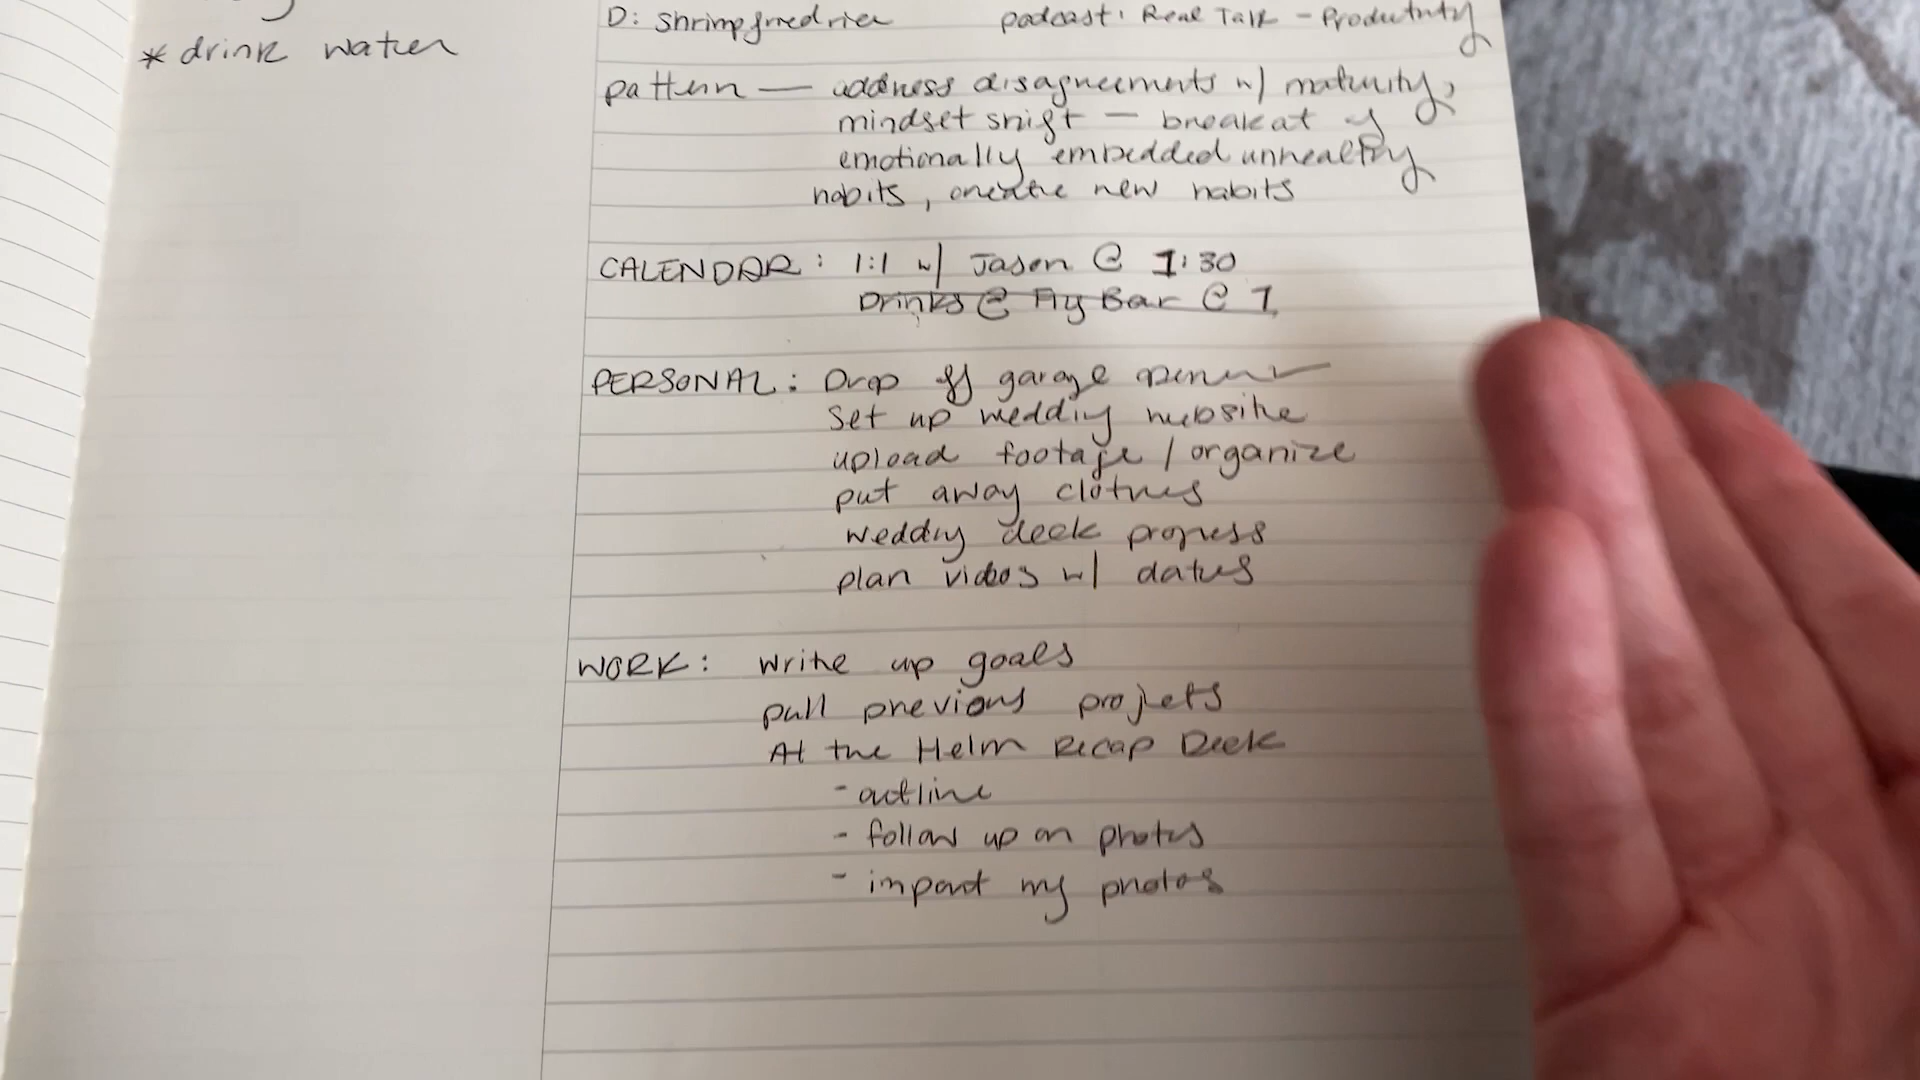 * drink water
D: shrimp fried rice
podcast: Real Talk - Productivity
pattern — address disagreements w/ maturity,
mindset shift — break at
emotionally embedded unhealthy
habits, create new habits
CALENDAR: 1:1 w/ Jason @ 1:30
Drinks @ Fly Bar @ 7
PERSONAL: Drop off garage opener
Set up wedding website
upload footage / organize
put away clothes
wedding deck progress
plan videos w/ dates
WORK: write up goals
pull previous projects
At the Helm Recap Deck
- outline
- follow up on photos
- import my photos